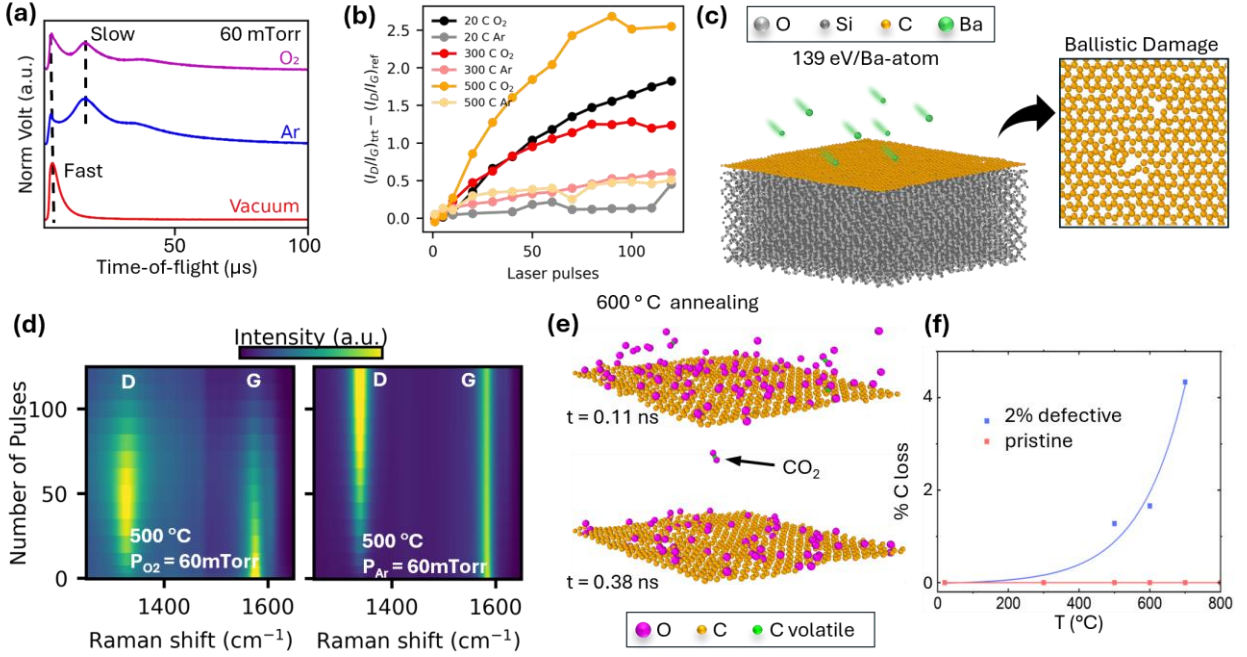 (a)
Slow
60 mTorr
O₂
Ar
Fast
Vacuum
Norm Volt (a.u.)
50
100
Time-of-flight (µs)
(b)
20 C O₂
20 C Ar
300 C O₂
300 C Ar
500 C O₂
500 C Ar
(I_D/I_G)_trt − (I_D/I_G)_ref
2.5
2.0
1.5
1.0
0.5
0.0
0
50
100
Laser pulses
(c)
O Si C Ba
139 eV/Ba-atom
Ballistic Damage
(d)
Intensity (a.u.)
D G
D G
Number of Pulses
100
50
0
500 °C
P_O2 = 60mTorr
500 °C
P_Ar = 60mTorr
1400 1600
1400 1600
Raman shift (cm⁻¹)
Raman shift (cm⁻¹)
(e)
600 ° C annealing
t = 0.11 ns
CO₂
t = 0.38 ns
O C C volatile
(f)
% C loss
4
2
0
2% defective
pristine
0 200 400 600 800
T (°C)